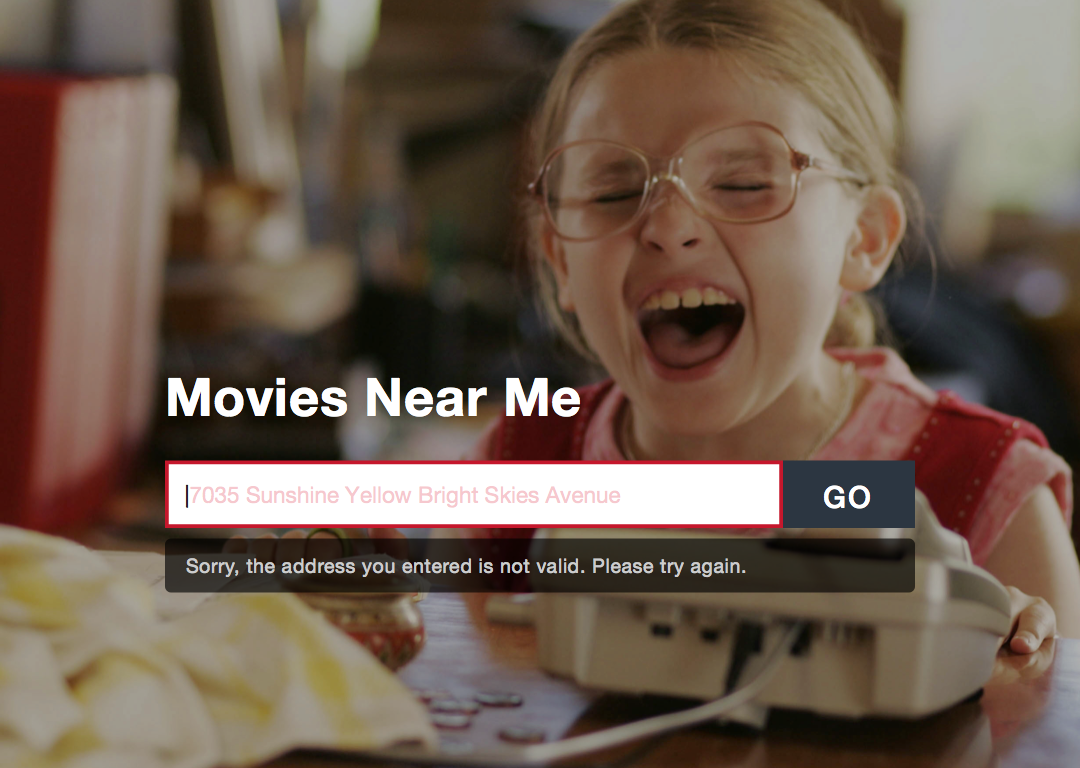 Movies Near Me
7035 Sunshine Yellow Bright Skies Avenue
GO
Sorry, the address you entered is not valid. Please try again.